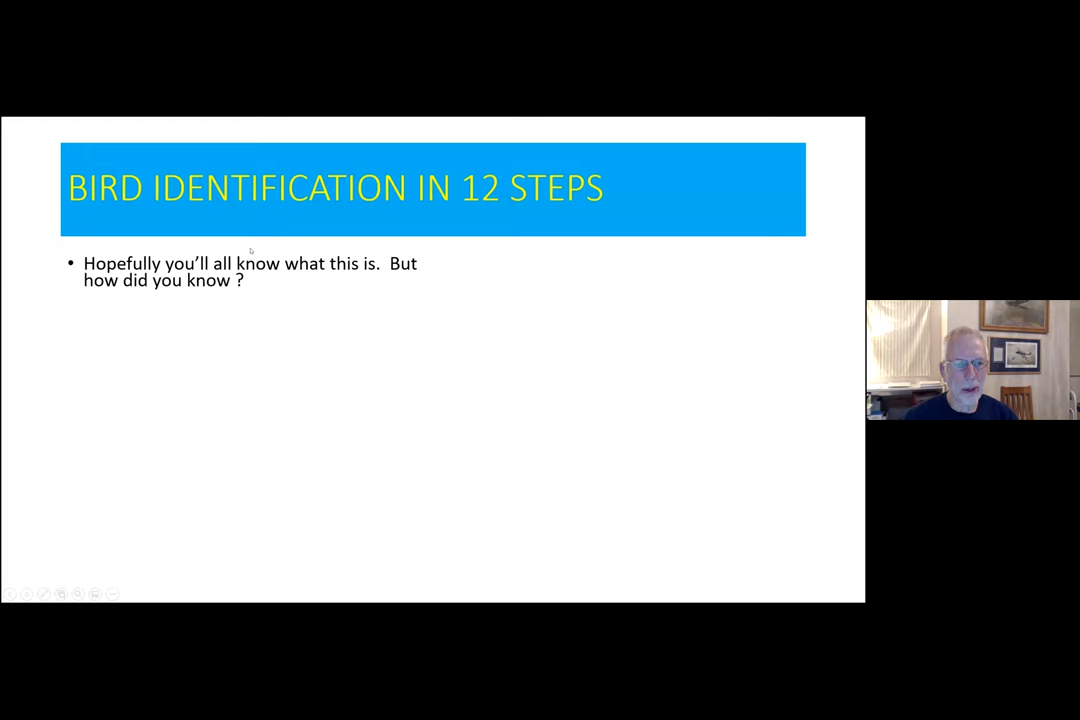 BIRD IDENTIFICATION IN 12 STEPS
• Hopefully you'll all know what this is.  But
how did you know ?